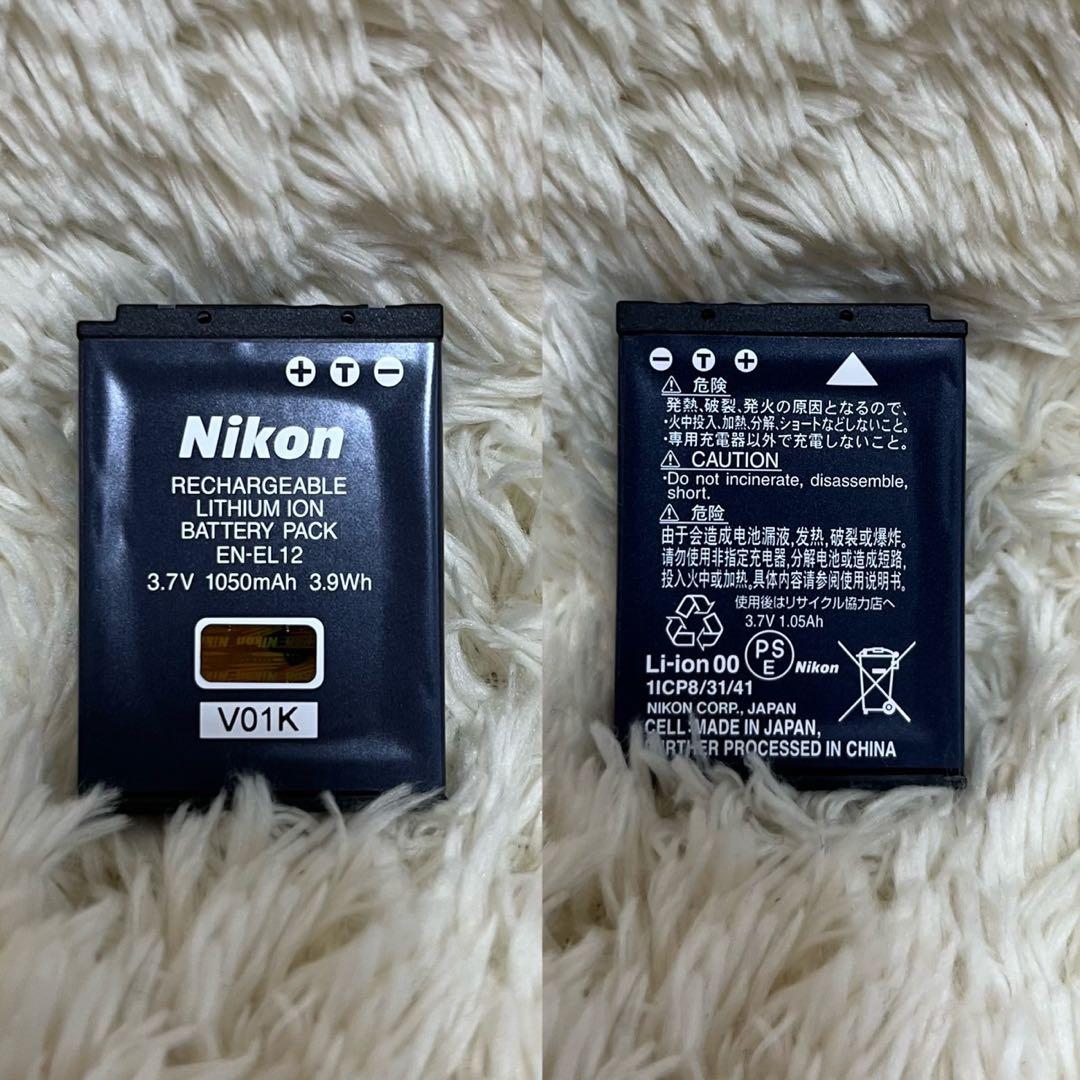 + T −
Nikon
RECHARGEABLE
LITHIUM ION
BATTERY PACK
EN-EL12
3.7V 1050mAh 3.9Wh
Nikon
V01K
− T +
⚠ 危険
発熱、破裂、発火の原因となるので、
・火中投入、加熱、分解、ショートなどしないこと。
・専用充電器以外で充電しないこと。
⚠ CAUTION
・Do not incinerate, disassemble,
short.
⚠ 危险
由于会造成电池漏液,发热,破裂或爆炸。
请勿使用非指定充电器,分解电池或造成短路,
投入火中或加热。具体内容请参阅使用说明书。
使用後はリサイクル協力店へ
3.7V 1.05Ah
Li-ion 00
PSE
Nikon
1ICP8/31/41
NIKON CORP., JAPAN
CELL: MADE IN JAPAN,
FURTHER PROCESSED IN CHINA